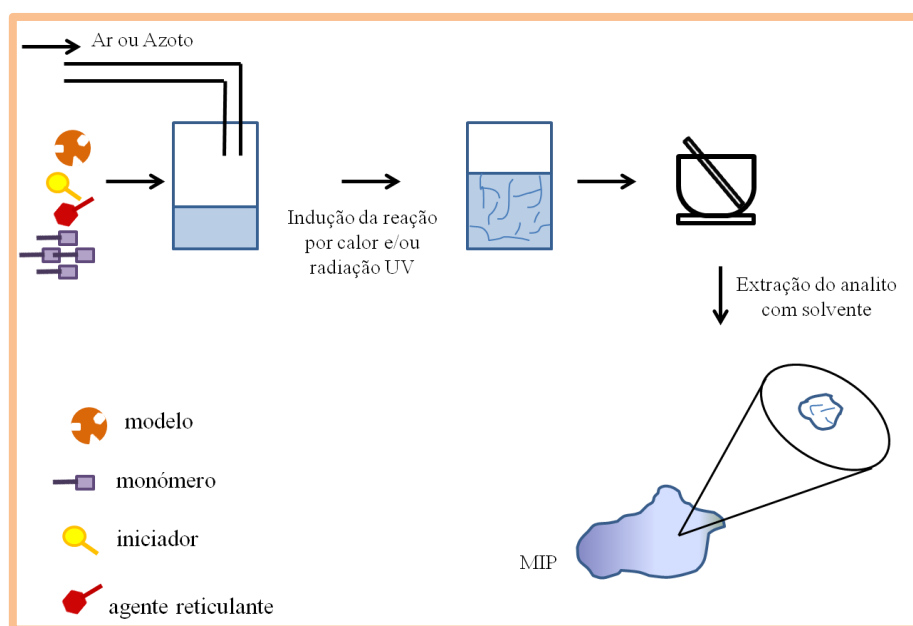 Ar ou Azoto
Indução da reação
por calor e/ou
radiação UV
Extração do analito
com solvente
modelo
monómero
iniciador
agente reticulante
MIP